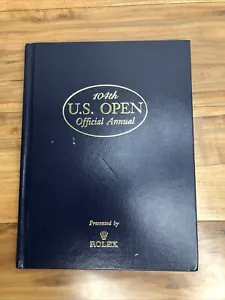 104th
U.S. OPEN
Official Annual
Presented by
ROLEX